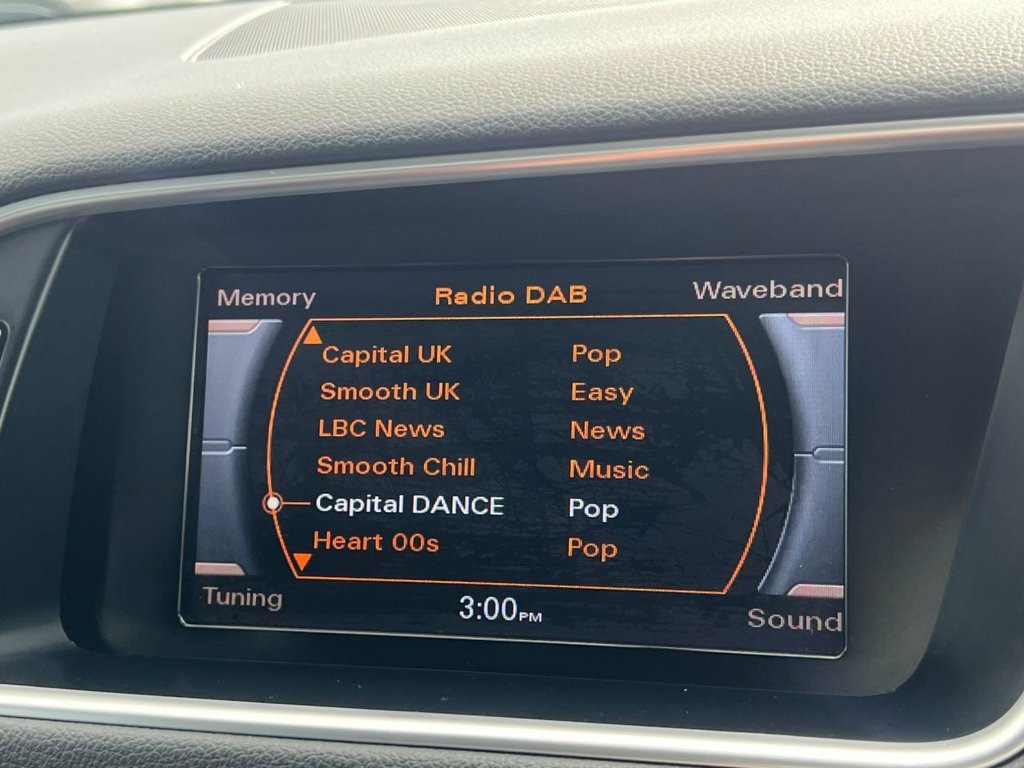 Memory Radio DAB Waveband
Capital UK Pop
Smooth UK Easy
LBC News News
Smooth Chill Music
Capital DANCE Pop
Heart 00s Pop
Tuning 3:00PM Sound